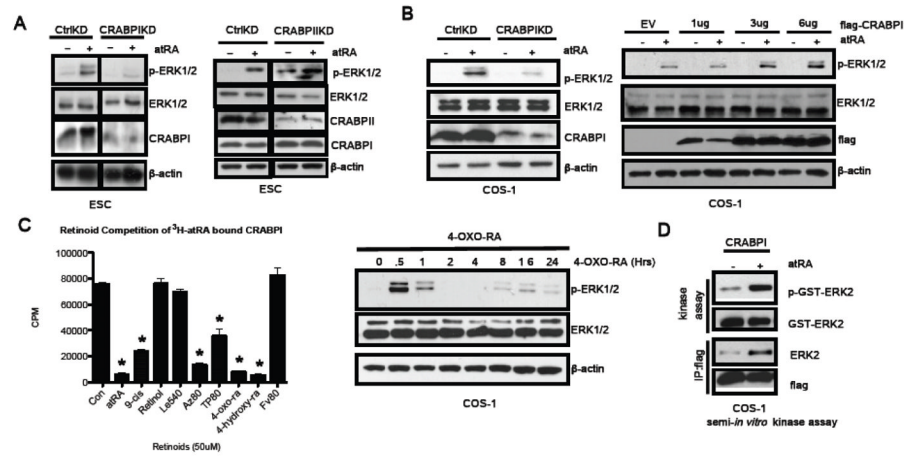 A
CtrlKD CRABPIKD
– + – + atRA
p-ERK1/2
ERK1/2
CRABPI
β-actin
ESC
CtrlKD CRABPIIKD
– + – + atRA
p-ERK1/2
ERK1/2
CRABPII
CRABPI
β-actin
ESC
B
CtrlKD CRABPIKD
– + – + atRA
p-ERK1/2
ERK1/2
CRABPI
β-actin
COS-1
EV 1ug 3ug 6ug flag-CRABPI
– + – + – + – + atRA
p-ERK1/2
ERK1/2
flag
β-actin
COS-1
C
Retinoid Competition of ³H-atRA bound CRABPI
CPM
100000
80000
60000
40000
20000
0
* * * * * *
Con atRA 9-cis Retinol Le540 Az80 TP80 4-oxo-ra 4-hydroxy-ra Fv80
Retinoids (50uM)
4-OXO-RA
0 .5 1 2 4 8 16 24 4-OXO-RA (Hrs)
p-ERK1/2
ERK1/2
β-actin
COS-1
D
CRABPI
- + atRA
kinase assay
p-GST-ERK2
GST-ERK2
IP:flag
ERK2
flag
COS-1
semi-in vitro kinase assay